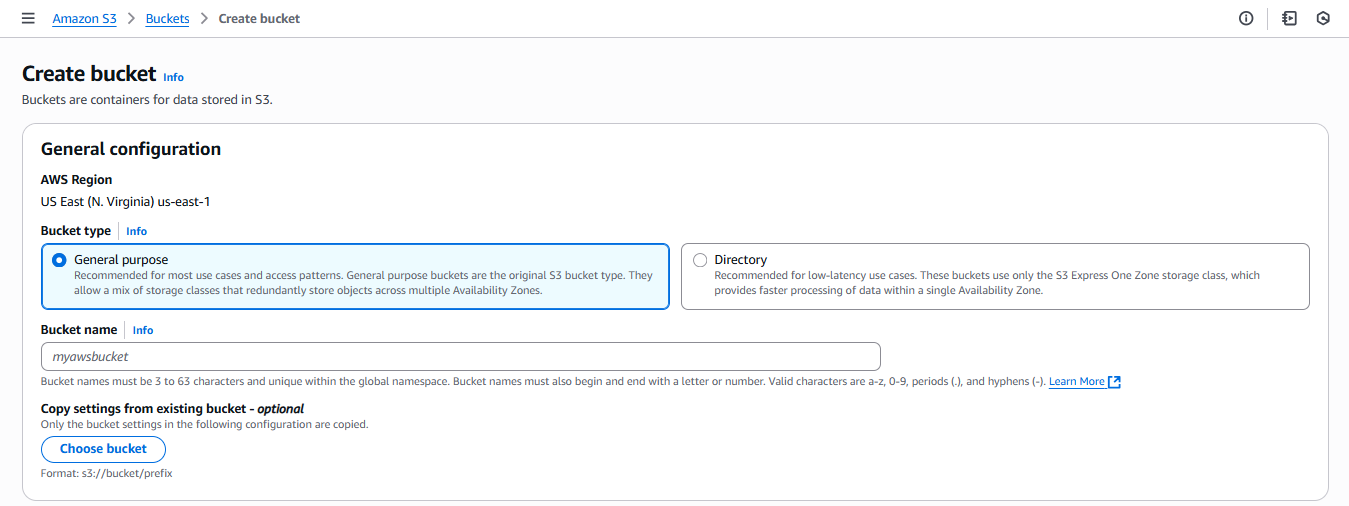 Amazon S3 > Buckets > Create bucket
Create bucket Info
Buckets are containers for data stored in S3.
General configuration
AWS Region
US East (N. Virginia) us-east-1
Bucket type Info
General purpose
Recommended for most use cases and access patterns. General purpose buckets are the original S3 bucket type. They
allow a mix of storage classes that redundantly store objects across multiple Availability Zones.
Directory
Recommended for low-latency use cases. These buckets use only the S3 Express One Zone storage class, which
provides faster processing of data within a single Availability Zone.
Bucket name Info
myawsbucket
Bucket names must be 3 to 63 characters and unique within the global namespace. Bucket names must also begin and end with a letter or number. Valid characters are a-z, 0-9, periods (.), and hyphens (-). Learn More
Copy settings from existing bucket - optional
Only the bucket settings in the following configuration are copied.
Choose bucket
Format: s3://bucket/prefix